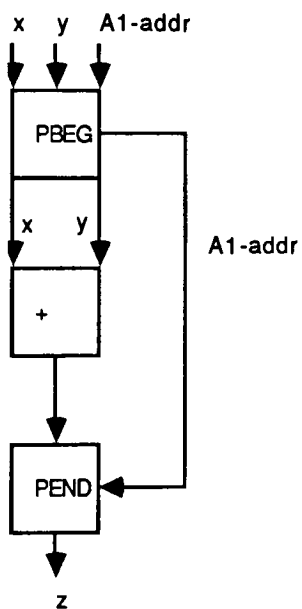 x y A1-addr
PBEG
x y
A1-addr
+
PEND
z